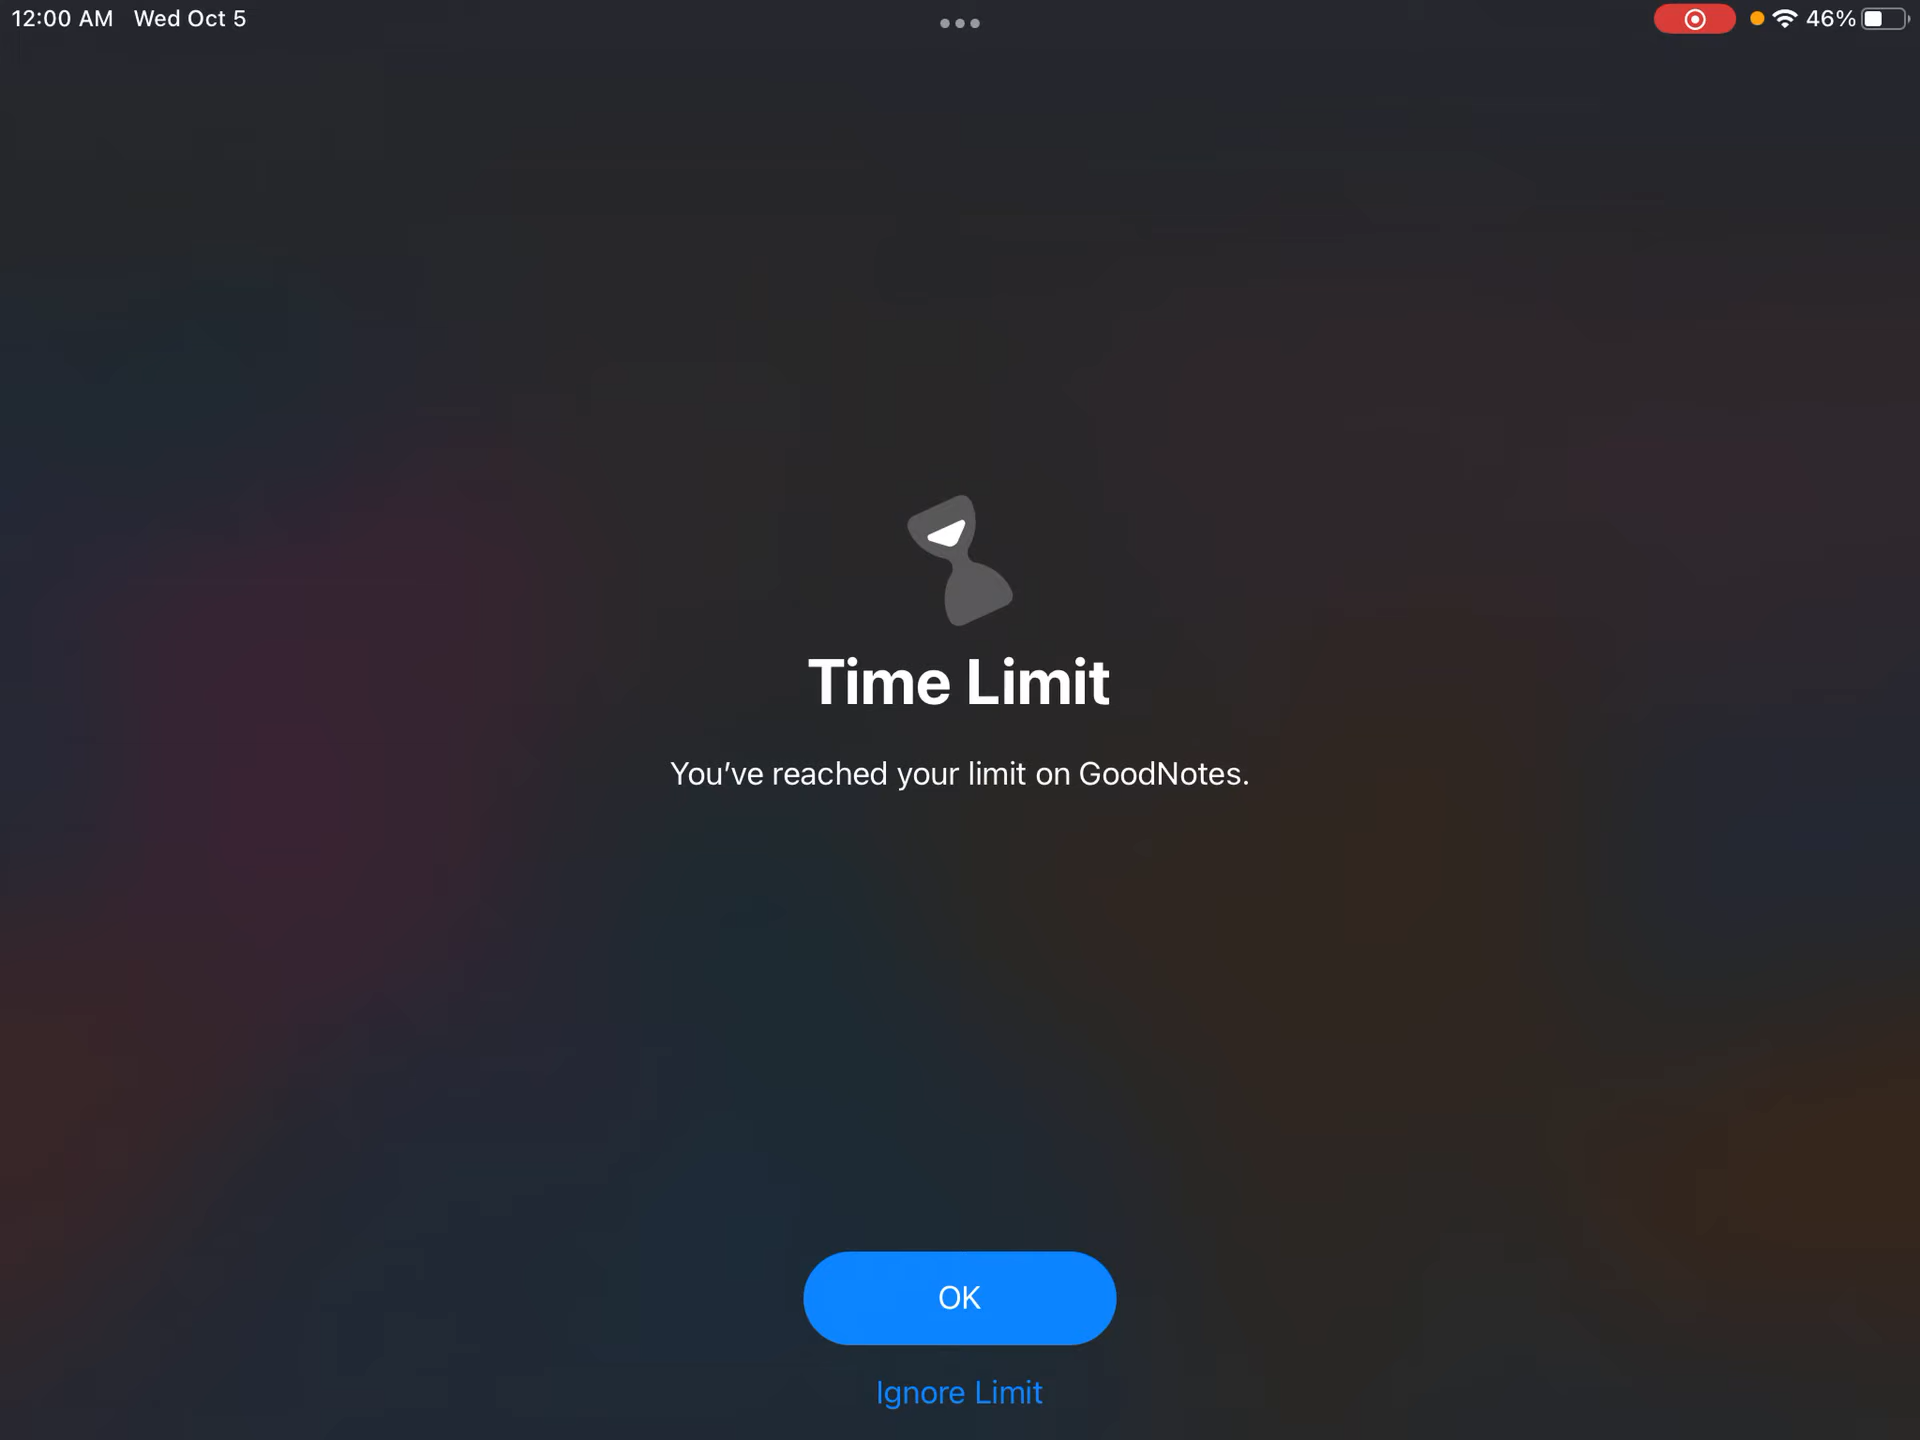 12:00 AM Wed Oct 5
46%
Time Limit
You’ve reached your limit on GoodNotes.
OK
Ignore Limit